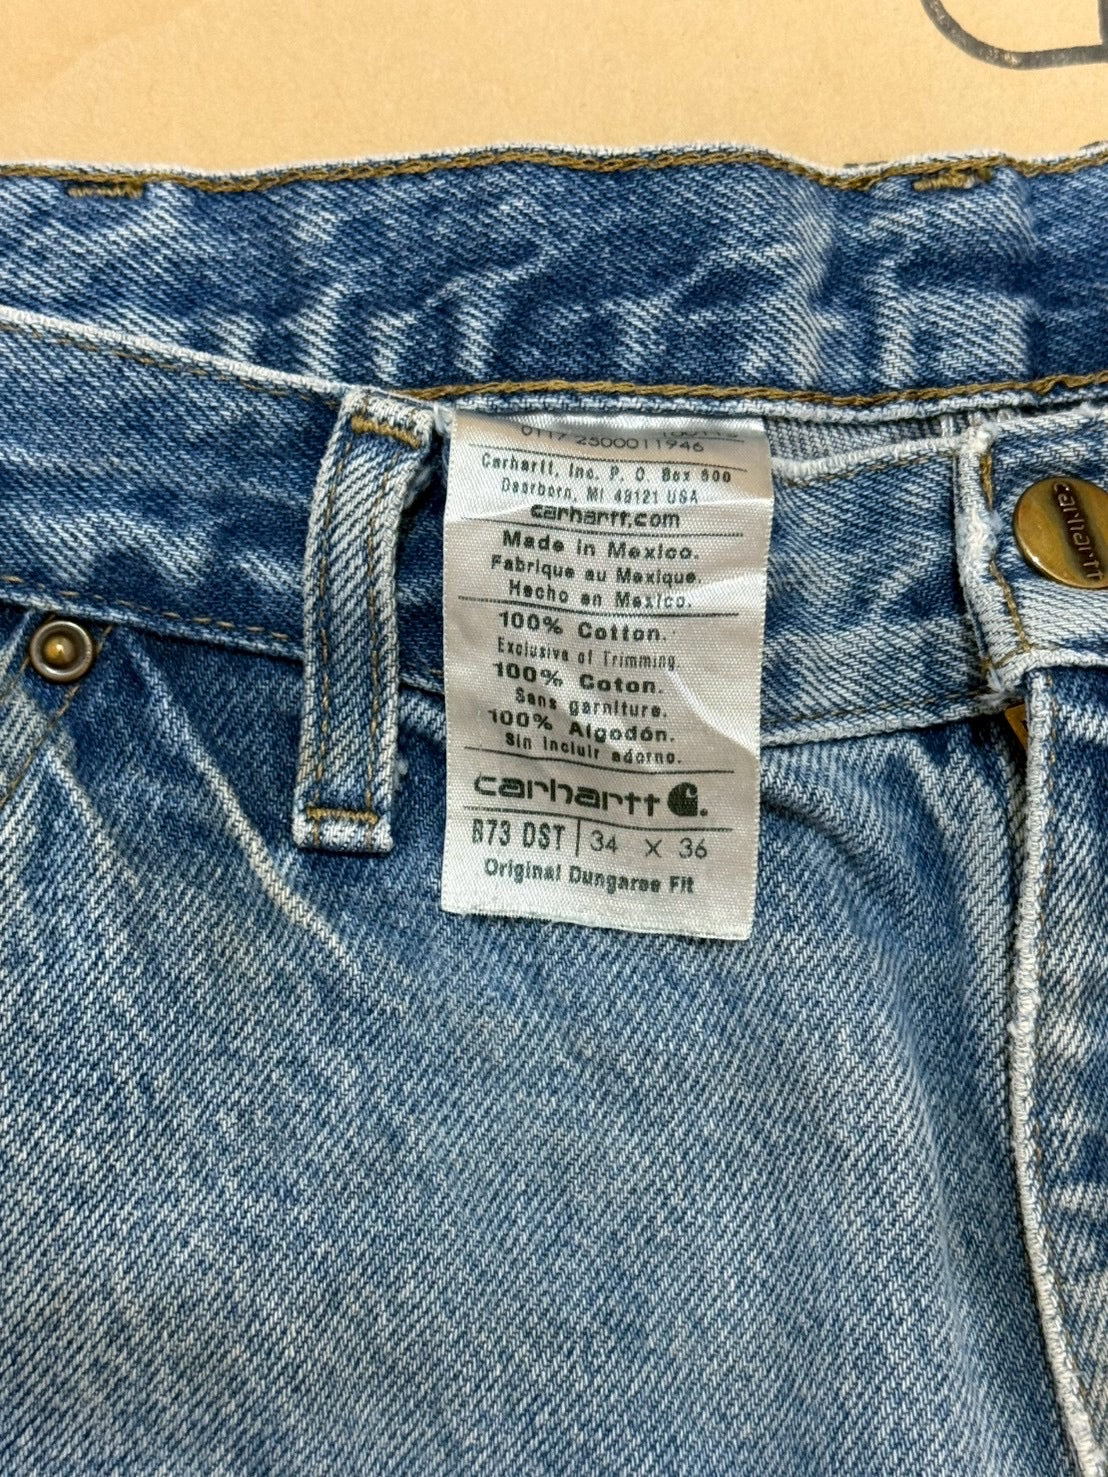 0117 2500011946
Carhartt, Inc. P. O. Box 600
Dearborn, MI 48121 USA
carhartt.com
Made in Mexico.
Fabrique au Mexique.
Hecho en Mexico.
100% Cotton.
Exclusive of Trimming.
100% Coton.
Sans garniture.
100% Algodón.
Sin incluir adorno.
carhartt
B73 DST 34 X 36
Original Dungaree Fit
carhartt